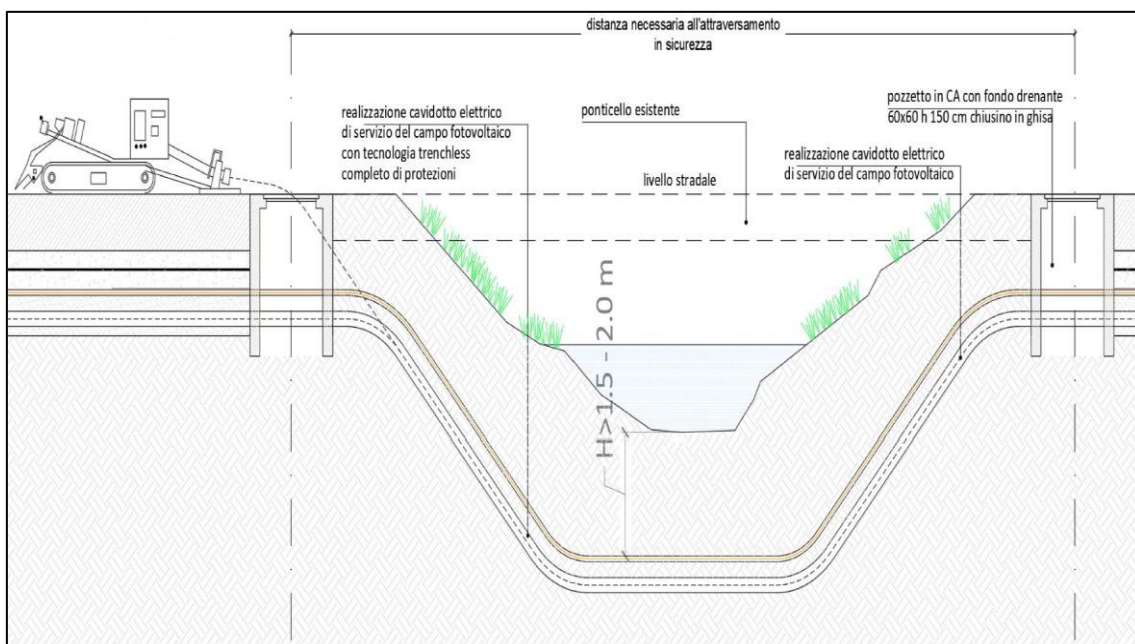 distanza necessaria all'attraversamento
in sicurezza
realizzazione cavidotto elettrico
di servizio del campo fotovoltaico
con tecnologia trenchless
completo di protezioni
ponticello esistente
pozzetto in CA con fondo drenante
60x60 h 150 cm chiusino in ghisa
realizzazione cavidotto elettrico
di servizio del campo fotovoltaico
livello stradale
H>1.5 - 2.0 m